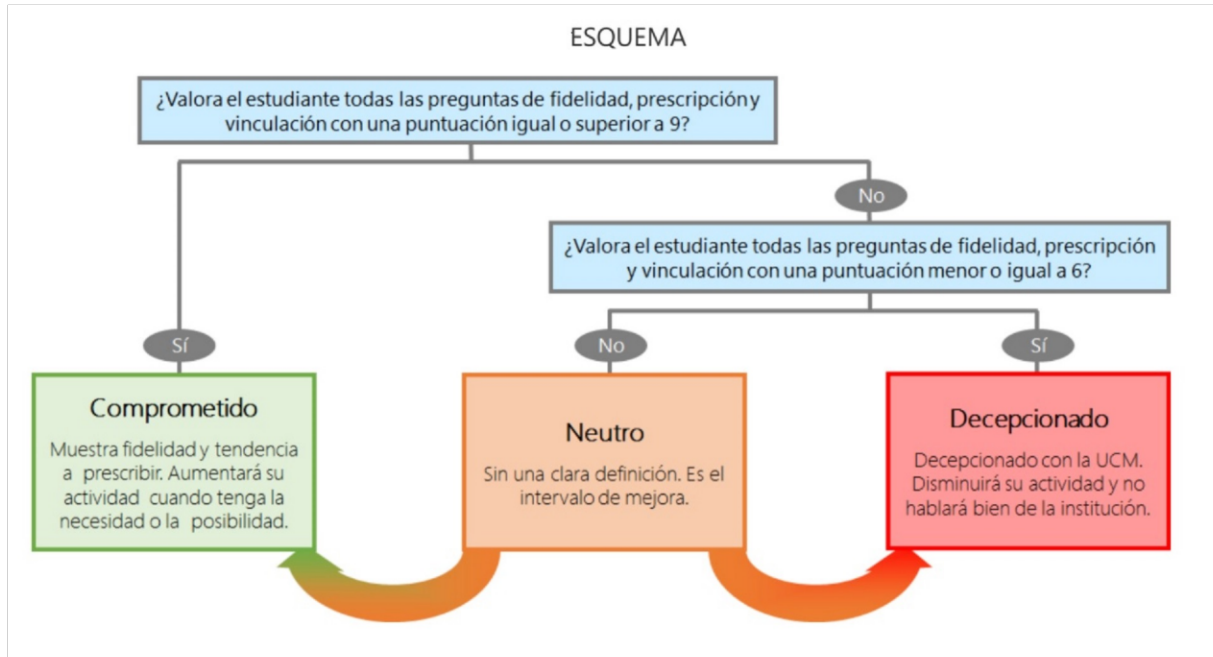 ESQUEMA
¿Valora el estudiante todas las preguntas de fidelidad, prescripción y
vinculación con una puntuación igual o superior a 9?
No
¿Valora el estudiante todas las preguntas de fidelidad, prescripción
y vinculación con una puntuación menor o igual a 6?
Sí
No
Sí
Comprometido
Muestra fidelidad y tendencia
a prescribir. Aumentará su
actividad cuando tenga la
necesidad o la posibilidad.
Neutro
Sin una clara definición. Es el
intervalo de mejora.
Decepcionado
Decepcionado con la UCM.
Disminuirá su actividad y no
hablará bien de la institución.